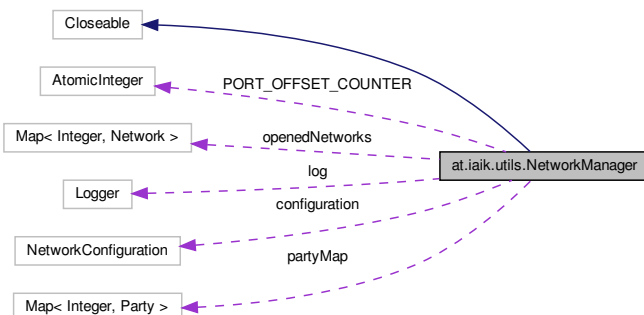 Closeable
AtomicInteger
PORT_OFFSET_COUNTER
Map< Integer, Network >
openedNetworks
at.iaik.utils.NetworkManager
log
Logger
configuration
NetworkConfiguration
partyMap
Map< Integer, Party >